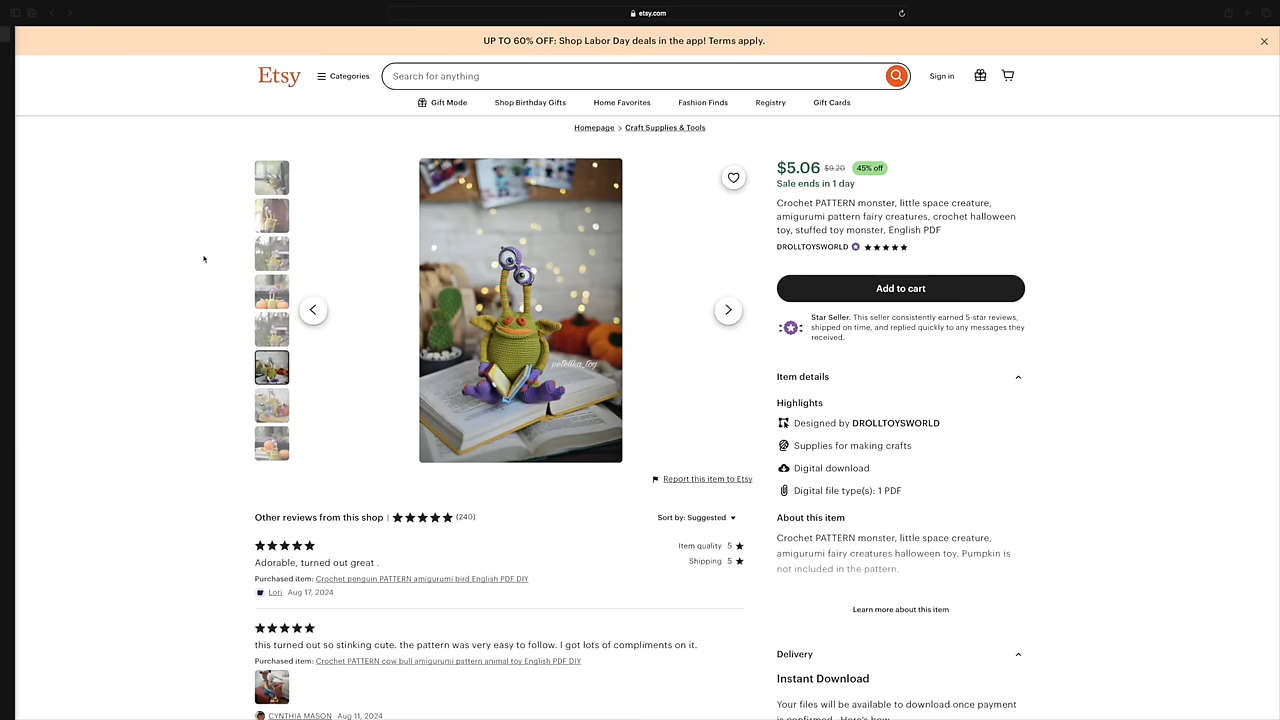 etsy.com
UP TO 60% OFF: Shop Labor Day deals in the app! Terms apply.
Etsy
Categories
Search for anything
Sign in
Gift Mode
Shop Birthday Gifts
Home Favorites
Fashion Finds
Registry
Gift Cards
Homepage > Craft Supplies & Tools
petelka_toy
$5.06 $9.20 45% off
Sale ends in 1 day
Crochet PATTERN monster, little space creature,
amigurumi pattern fairy creatures, crochet halloween
toy, stuffed toy monster, English PDF
DROLLTOYSWORLD
Add to cart
Star Seller. This seller consistently earned 5-star reviews,
shipped on time, and replied quickly to any messages they
received.
Item details
Highlights
Designed by DROLLTOYSWORLD
Supplies for making crafts
Digital download
Digital file type(s): 1 PDF
About this item
Crochet PATTERN monster, little space creature,
amigurumi fairy creatures halloween toy. Pumpkin is
not included in the pattern.
Learn more about this item
Delivery
Instant Download
Your files will be available to download once payment
is confirmed. Here's how.
Report this item to Etsy
Other reviews from this shop | ★★★★★ (240)
Sort by: Suggested
Item quality 5 ★
Shipping 5 ★
Adorable, turned out great .
Purchased item: Crochet penguin PATTERN amigurumi bird English PDF DIY
Lori Aug 17, 2024
this turned out so stinking cute. the pattern was very easy to follow. I got lots of compliments on it.
Purchased item: Crochet PATTERN cow bull amigurumi pattern animal toy English PDF DIY
CYNTHIA MASON Aug 11, 2024